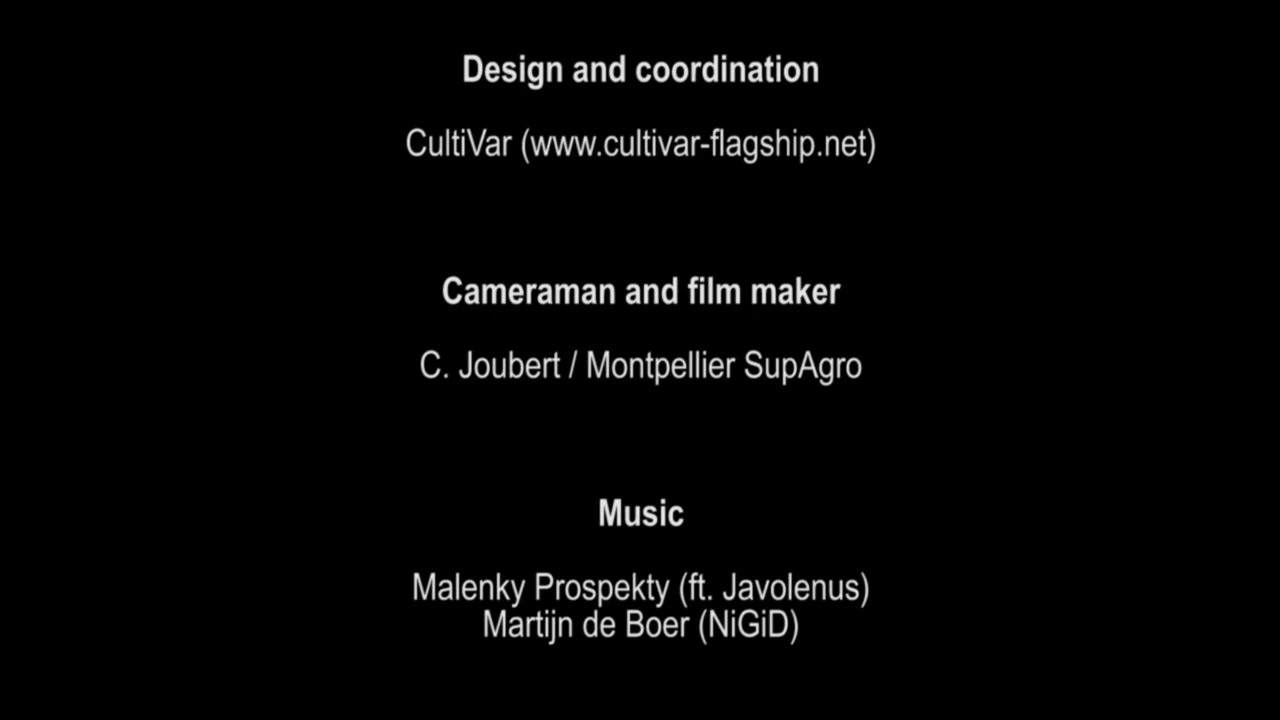 Design and coordination
CultiVar (www.cultivar-flagship.net)
Cameraman and film maker
C. Joubert / Montpellier SupAgro
Music
Malenky Prospekty (ft. Javolenus)
Martijn de Boer (NiGiD)